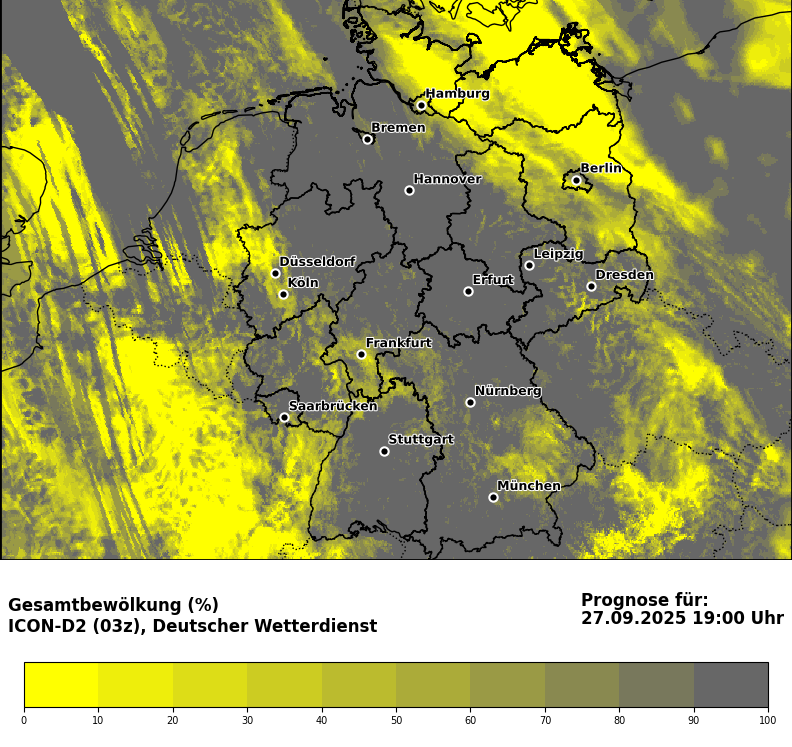 Hamburg
Bremen
Berlin
Hannover
Leipzig
Düsseldorf
Dresden
Köln
Erfurt
Frankfurt
Nürnberg
Saarbrücken
Stuttgart
München
Gesamtbewölkung (%)
ICON-D2 (03z), Deutscher Wetterdienst
Prognose für:
27.09.2025 19:00 Uhr
0 10 20 30 40 50 60 70 80 90 100